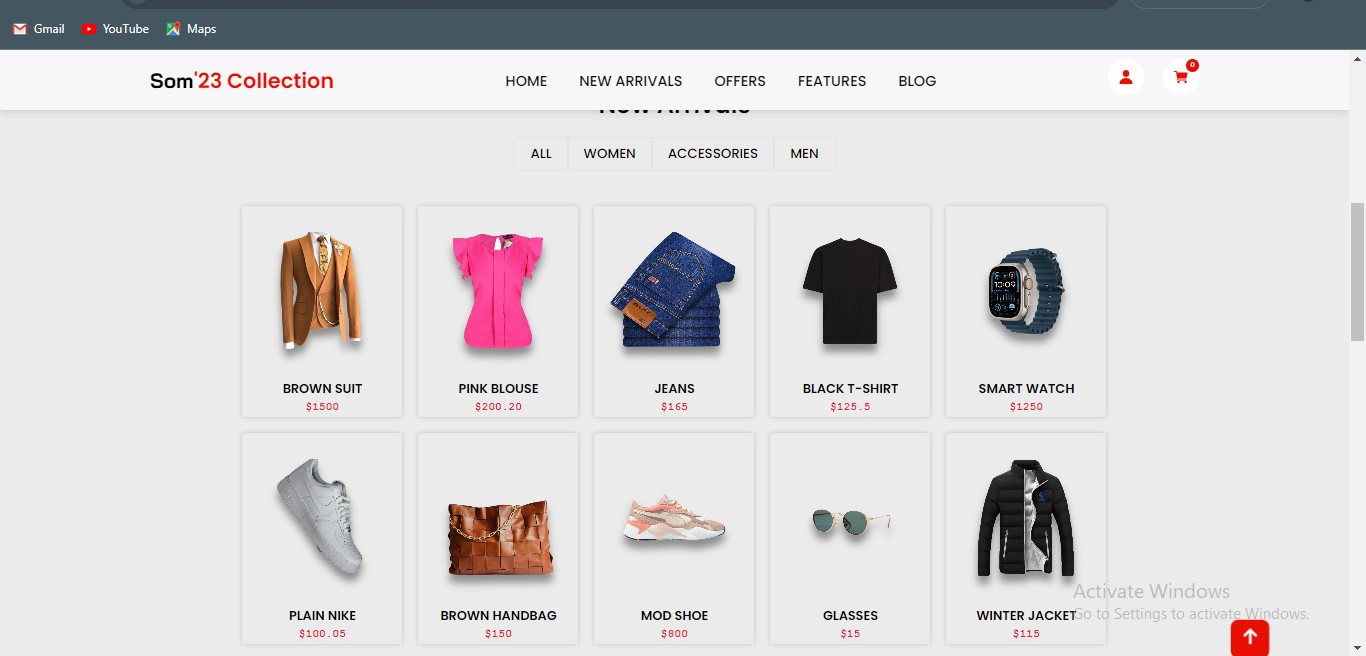 Gmail YouTube Maps
Som'23 Collection HOME NEW ARRIVALS OFFERS FEATURES BLOG 0
New Arrivals
ALL WOMEN ACCESSORIES MEN
10:09
BROWN SUIT PINK BLOUSE JEANS BLACK T-SHIRT SMART WATCH
$1500 $200.20 $165 $125.5 $1250
PLAIN NIKE BROWN HANDBAG MOD SHOE GLASSES WINTER JACKET
$100.05 $150 $800 $15 $115
Activate Windows
Go to Settings to activate Windows.